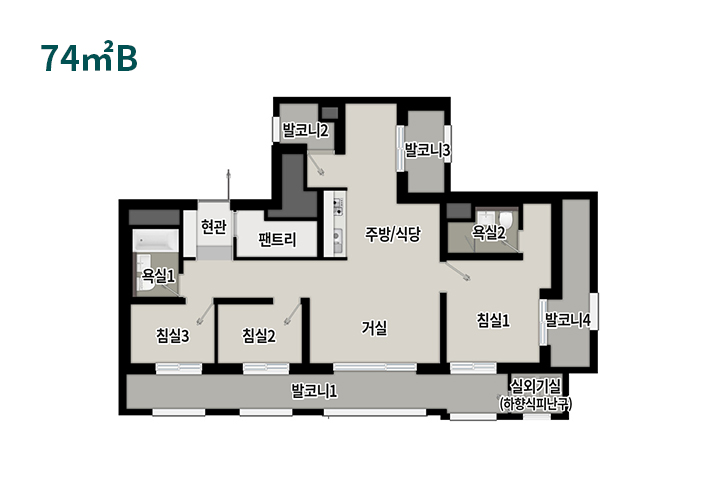 74㎡B
발코니2
발코니3
현관
팬트리
주방/식당
욕실2
욕실1
침실3
침실2
거실
침실1
발코니4
발코니1
실외기실
(하향식피난구)